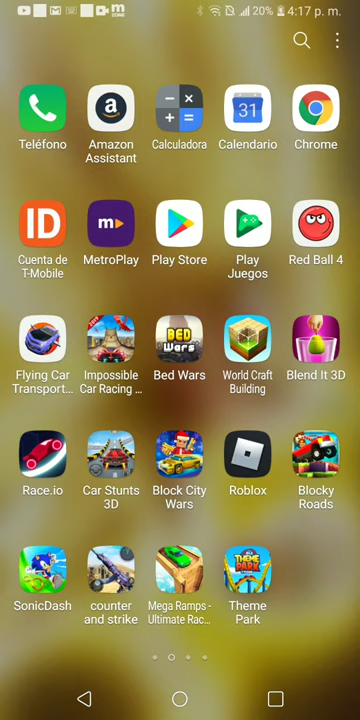 20% 4:17 p. m.
31
Teléfono
Amazon
Assistant
Calculadora
Calendario
Chrome
ID
m
Cuenta de
T-Mobile
MetroPlay
Play Store
Play
Juegos
Red Ball 4
BED
Wars
Flying Car
Transport...
Impossible
Car Racing ...
Bed Wars
World Craft
Building
Blend It 3D
Race.io
Car Stunts
3D
Block City
Wars
Roblox
Blocky
Roads
THEME
PARK
SonicDash
counter
and strike
Mega Ramps -
Ultimate Rac...
Theme
Park